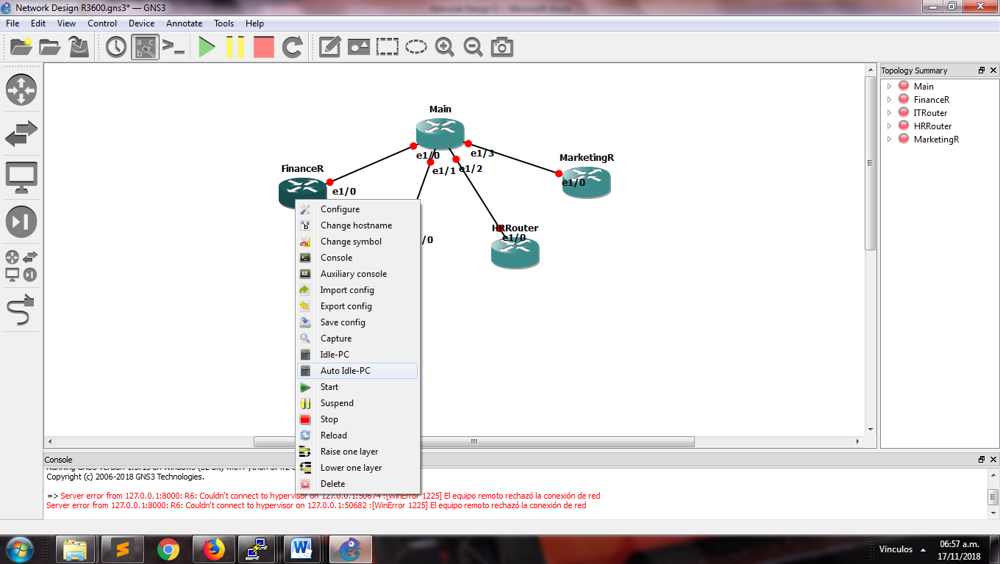 Network Design R3600.gns3* — GNS3
File Edit View Control Device Annotate Tools Help
Topology Summary
Main
FinanceR
ITRouter
HRRouter
MarketingR
Main
e1/0
e1/1
e1/2
e1/3
MarketingR
e1/0
FinanceR
e1/0
/0
HRRouter
e1/0
Configure
Change hostname
Change symbol
Console
Auxiliary console
Import config
Export config
Save config
Capture
Idle-PC
Auto Idle-PC
Start
Suspend
Stop
Reload
Raise one layer
Lower one layer
Delete
Console
Copyright (c) 2006-2018 GNS3 Technologies.
=> Server error from 127.0.0.1:8000: R6: Couldn't connect to hypervisor on 127.0.0.1:50674 :[WinError 1225] El equipo remoto rechazó la conexión de red
Server error from 127.0.0.1:8000: R6: Couldn't connect to hypervisor on 127.0.0.1:50682 :[WinError 1225] El equipo remoto rechazó la conexión de red
Vínculos
06:57 a.m.
17/11/2018